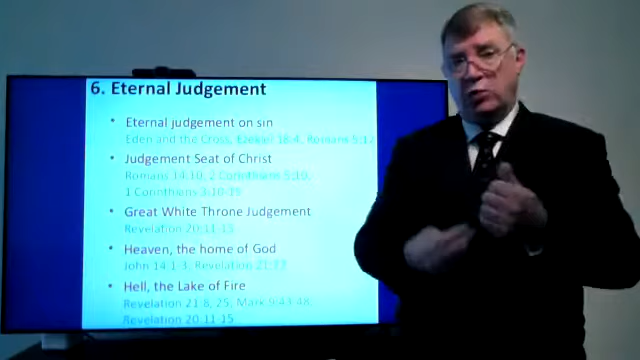 6. Eternal Judgement
• Eternal judgement on sin
Eden and the Cross, Ezekiel 18:4, Romans 5:12
• Judgement Seat of Christ
Romans 14:10, 2 Corinthians 5:10,
1 Corinthians 3:10-15
• Great White Throne Judgement
Revelation 20:11-15
• Heaven, the home of God
John 14:1-3, Revelation
• Hell, the Lake of Fire
Revelation 21:8, 25, Mark 9:43-48,
Revelation 20:11-15